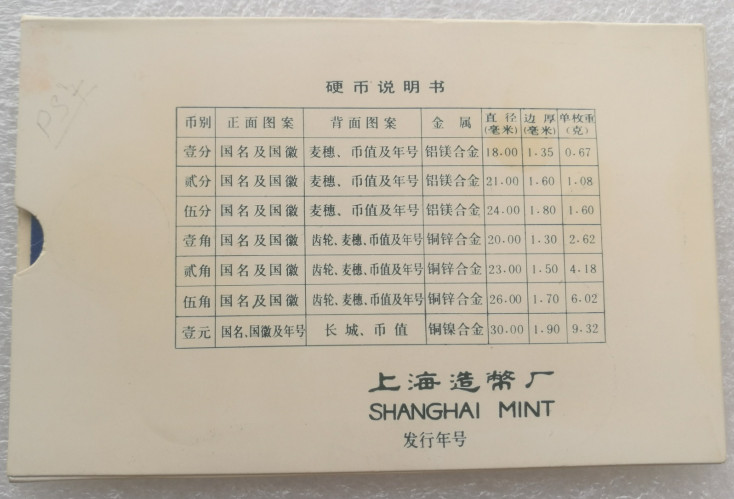 硬币说明书
币别 正面图案 背面图案 金属 直径(毫米) 边厚(毫米) 单枚重(克)
壹分 国名及国徽 麦穗、币值及年号 铝镁合金 18.00 1.35 0.67
贰分 国名及国徽 麦穗、币值及年号 铝镁合金 21.00 1.60 1.08
伍分 国名及国徽 麦穗、币值及年号 铝镁合金 24.00 1.80 1.60
壹角 国名及国徽 齿轮、麦穗、币值及年号 铜锌合金 20.00 1.30 2.62
贰角 国名及国徽 齿轮、麦穗、币值及年号 铜锌合金 23.00 1.50 4.18
伍角 国名及国徽 齿轮、麦穗、币值及年号 铜锌合金 26.00 1.70 6.02
壹元 国名、国徽及年号 长城、币值 铜镍合金 30.00 1.90 9.32
上海造幣厂
SHANGHAI MINT
发行年号